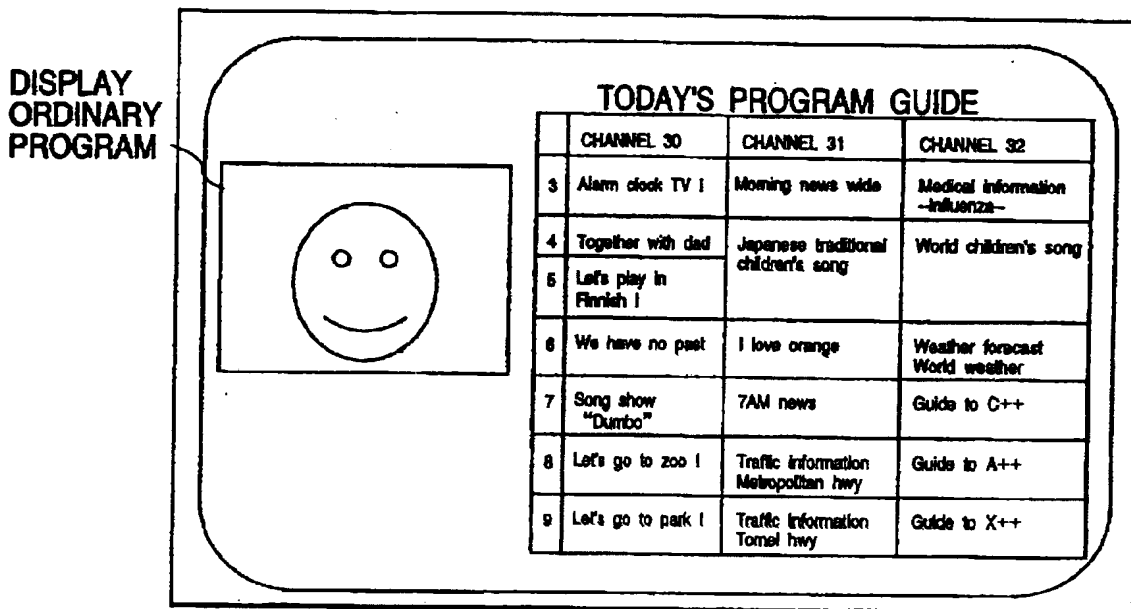 DISPLAY
ORDINARY
PROGRAM
TODAY'S PROGRAM GUIDE
CHANNEL 30 CHANNEL 31 CHANNEL 32
3 Alarm clock TV ! Morning news wide Medical information
--Influenza--
4 Together with dad Japanese traditional World children's song
children's song
5 Let's play in
Finnish !
6 We have no past I love orange Weather forecast
World weather
7 Song show 7AM news Guide to C++
"Dumbo"
8 Let's go to zoo ! Traffic information Guide to A++
Metropolitan hwy
9 Let's go to park ! Traffic information Guide to X++
Tomei hwy